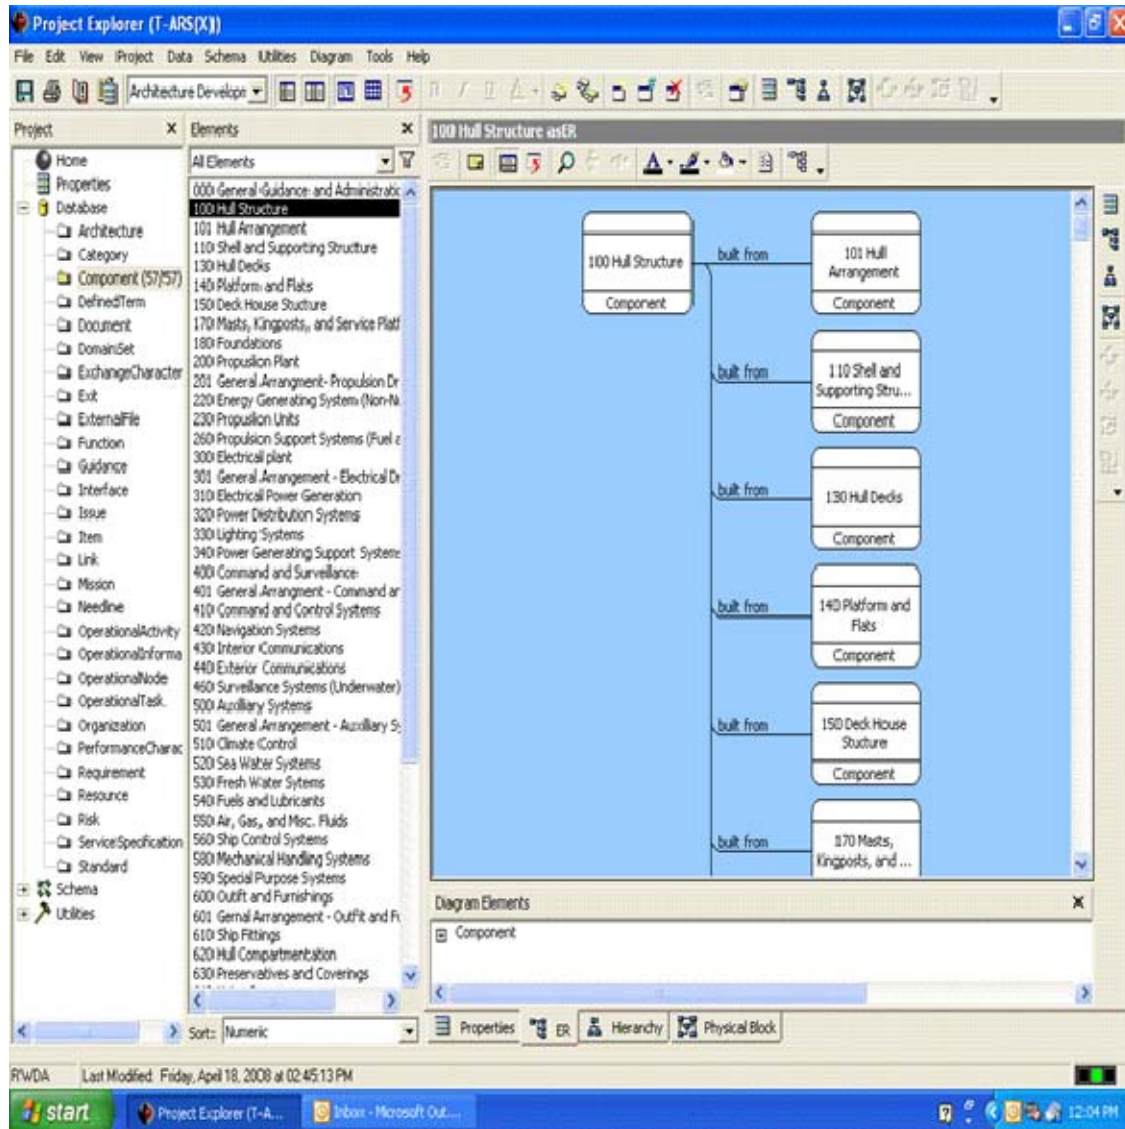 Project Explorer (T-ARS(X))
File Edit View Project Data Schema Utilities Diagram Tools Help
Architecture Developr
Project X
Home
Properties
Database
Architecture
Category
Component (57/57)
DefinedTerm
Document
DomainSet
ExchangeCharacter
Exit
ExternalFile
Function
Guidance
Interface
Issue
Item
Link
Mission
Needline
OperationalActivity
OperationalInforma
OperationalNode
OperationalTask
Organization
PerformanceCharac
Requirement
Resource
Risk
ServiceSpecification
Standard
Schema
Utilities
Elements X
All Elements
000 General Guidance and Administratic
100 Hull Structure
101 Hull Arrangement
110 Shell and Supporting Structure
130 Hull Decks
140 Platform and Flats
150 Deck House Stucture
170 Masts, Kingposts, and Service Platf
180 Foundations
200 Propuslion Plant
201 General Arrangment- Propulsion Dr
220 Energy Generating System (Non-Nu
230 Propuslion Units
260 Propulsion Support Systems (Fuel a
300 Electrical plant
301 General Arrangement - Electrical Dr
310 Electrical Power Generation
320 Power Distribution Systems
330 Lighting Systems
340 Power Generating Support Systems
400 Command and Surveillance
401 General Arrangment - Command an
410 Command and Control Systems
420 Navigation Systems
430 Interior Communications
440 Exterior Communications
460 Surveillance Systems (Underwater)
500 Auxiliary Systems
501 General Arrangement - Auxillary Sy
510 Climate Control
520 Sea Water Systems
530 Fresh Water Sytems
540 Fuels and Lubricants
550 Air, Gas, and Misc. Fluids
560 Ship Control Systems
580 Mechanical Handling Systems
590 Special Purpose Systems
600 Outift and Furnishings
601 Gernal Arrangement - Outfit and Fu
610 Ship Fittings
620 Hull Compartmentation
630 Preservatives and Coverings
Sort: Numeric
100 Hull Structure asER
100 Hull Structure
Component
built from
101 Hull
Arrangement
Component
built from
110 Shell and
Supporting Stru...
Component
built from
130 Hull Decks
Component
built from
140 Platform and
Flats
Component
built from
150 Deck House
Stucture
Component
built from
170 Masts,
Kingposts, and ...
Diagram Elements X
Component
Properties ER Hierarchy Physical Block
RWDA Last Modified: Friday, April 18, 2008 at 02:45:13 PM
start Project Explorer (T-A... Inbox - Microsoft Out... 12:04 PM